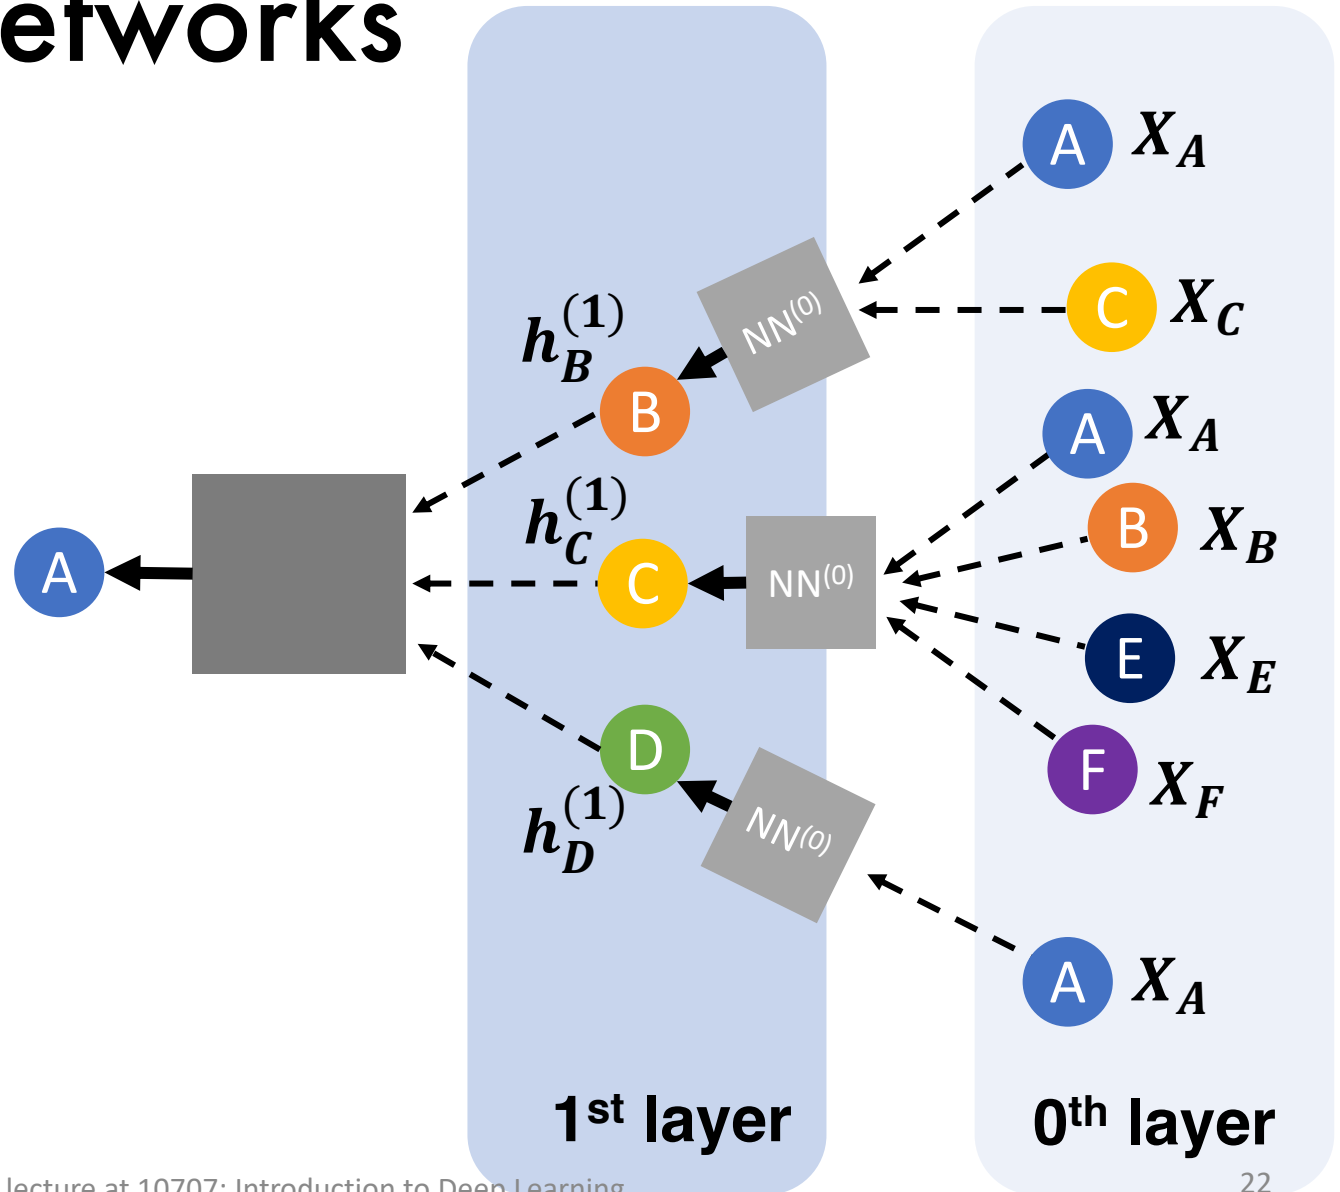 etworks
A X_A
C X_C
NN^(0)
h_B^(1)
B
A X_A
h_C^(1)
B X_B
A
C
NN^(0)
E X_E
D
F X_F
h_D^(1)
NN^(0)
A X_A
1st layer
0th layer
lecture at 10707: Introduction to Deep Learning
22